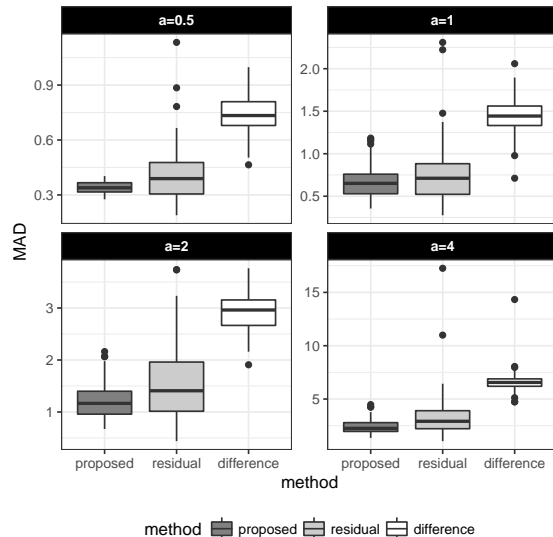 a=0.5
a=1
0.9
0.6
0.3
2.0
1.5
1.0
0.5
MAD
a=2
a=4
3
2
1
15
10
5
proposed residual difference
proposed residual difference
method
method proposed residual difference